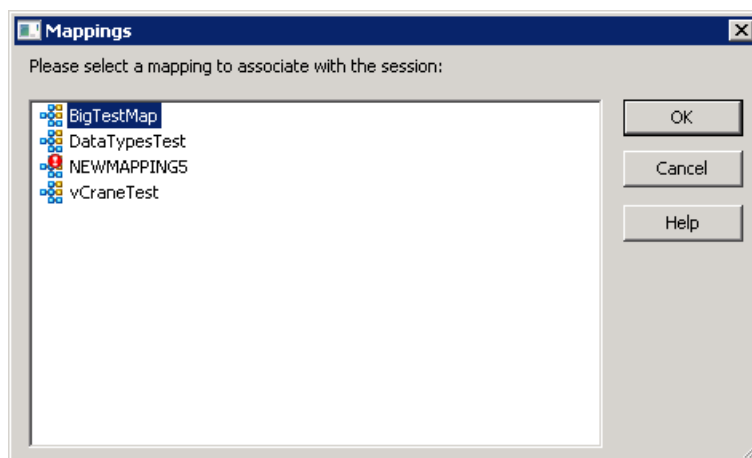 Mappings
Please select a mapping to associate with the session:
BigTestMap
DataTypesTest
NEWMAPPING5
vCraneTest
OK
Cancel
Help